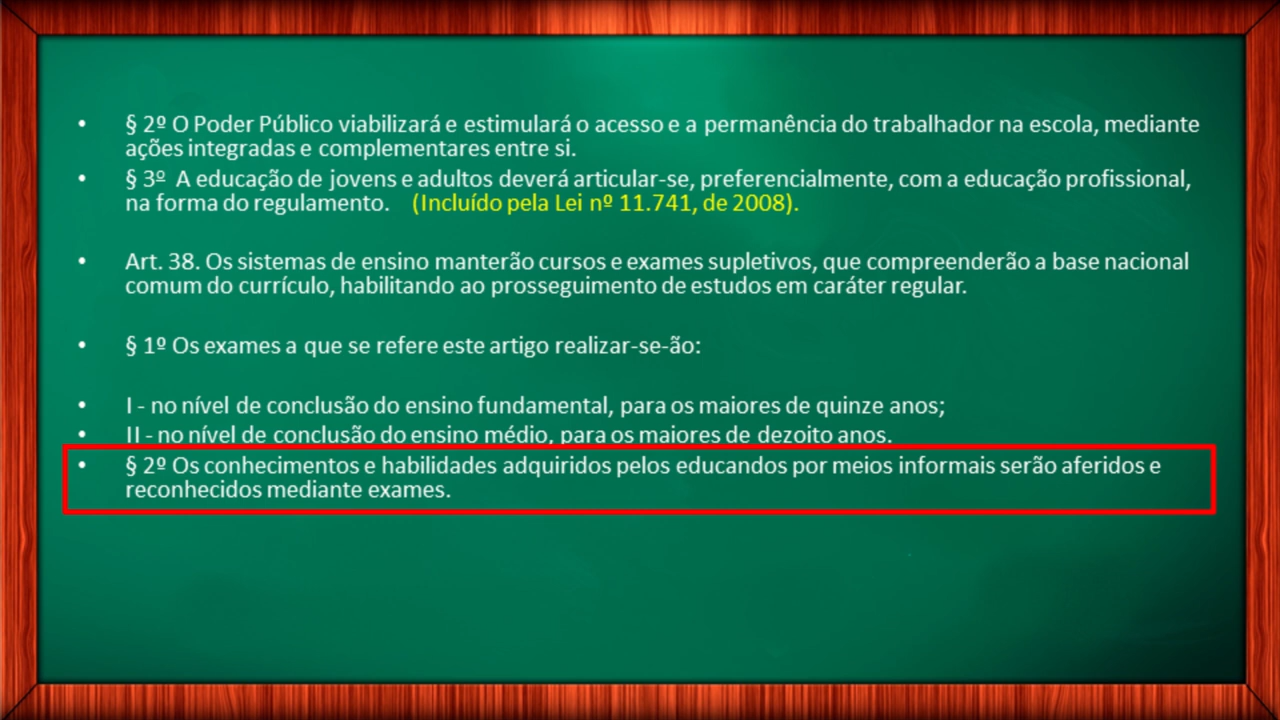 • § 2º O Poder Público viabilizará e estimulará o acesso e a permanência do trabalhador na escola, mediante
ações integradas e complementares entre si.
• § 3º A educação de jovens e adultos deverá articular-se, preferencialmente, com a educação profissional,
na forma do regulamento. (Incluído pela Lei nº 11.741, de 2008).
• Art. 38. Os sistemas de ensino manterão cursos e exames supletivos, que compreenderão a base nacional
comum do currículo, habilitando ao prosseguimento de estudos em caráter regular.
• § 1º Os exames a que se refere este artigo realizar-se-ão:
• I - no nível de conclusão do ensino fundamental, para os maiores de quinze anos;
• II - no nível de conclusão do ensino médio, para os maiores de dezoito anos.
• § 2º Os conhecimentos e habilidades adquiridos pelos educandos por meios informais serão aferidos e
reconhecidos mediante exames.